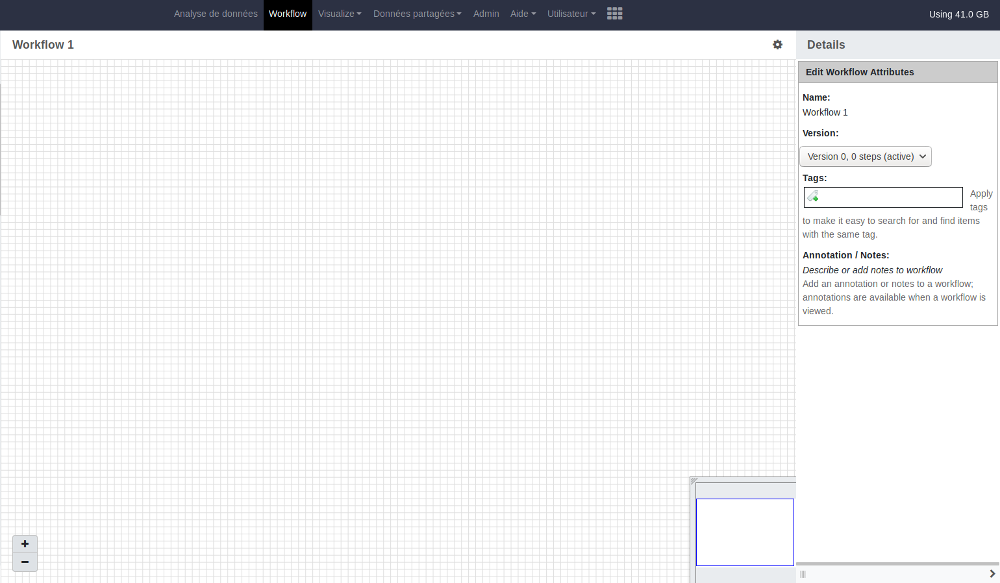 Analyse de données Workflow Visualize Données partagées Admin Aide Utilisateur Using 41.0 GB
Workflow 1
Details
Edit Workflow Attributes
Name:
Workflow 1
Version:
Version 0, 0 steps (active)
Tags:
Apply
tags
to make it easy to search for and find items
with the same tag.
Annotation / Notes:
Describe or add notes to workflow
Add an annotation or notes to a workflow;
annotations are available when a workflow is
viewed.